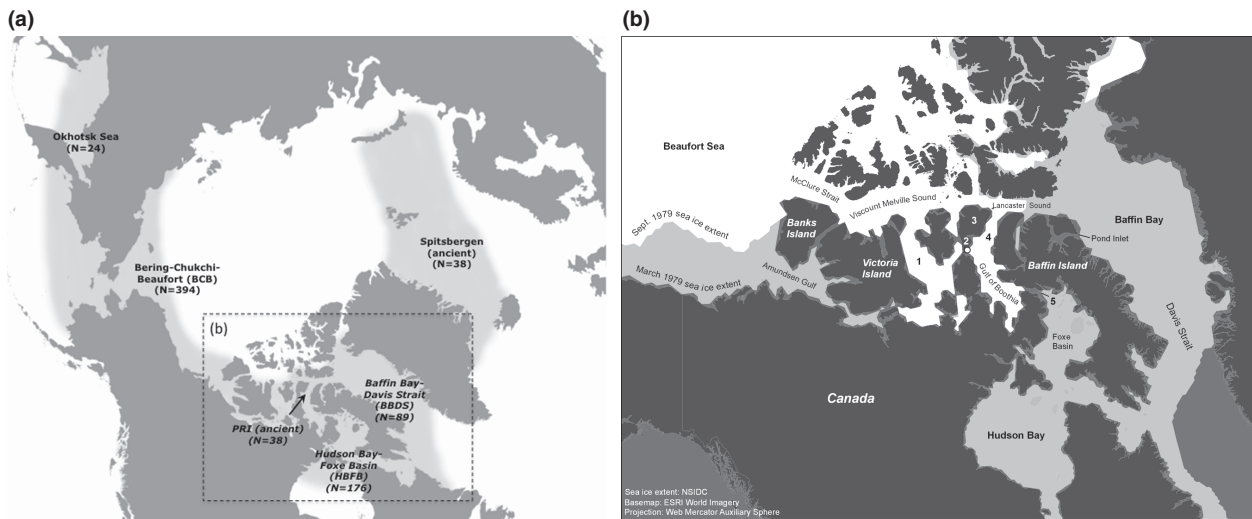 (a)
Okhotsk Sea
(N=24)
Bering-Chukchi-
Beaufort (BCB)
(N=394)
Spitsbergen
(ancient)
(N=38)
(b)
Baffin Bay-
Davis Strait
(BBDS)
(N=89)
PRI (ancient)
(N=38)
Hudson Bay-
Foxe Basin
(HBFB)
(N=176)
(b)
Beaufort Sea
McClure Strait
Viscount Melville Sound
Lancaster Sound
Sept. 1979 sea ice extent
Banks
Island
3
Baffin Bay
2
4
Pond Inlet
Victoria
Island
1
Baffin Island
March 1979 sea ice extent
Amundsen Gulf
Gulf of Boothia
5
Davis Strait
Foxe
Basin
Canada
Hudson Bay
Sea ice extent: NSIDC
Basemap: ESRI World Imagery
Projection: Web Mercator Auxiliary Sphere